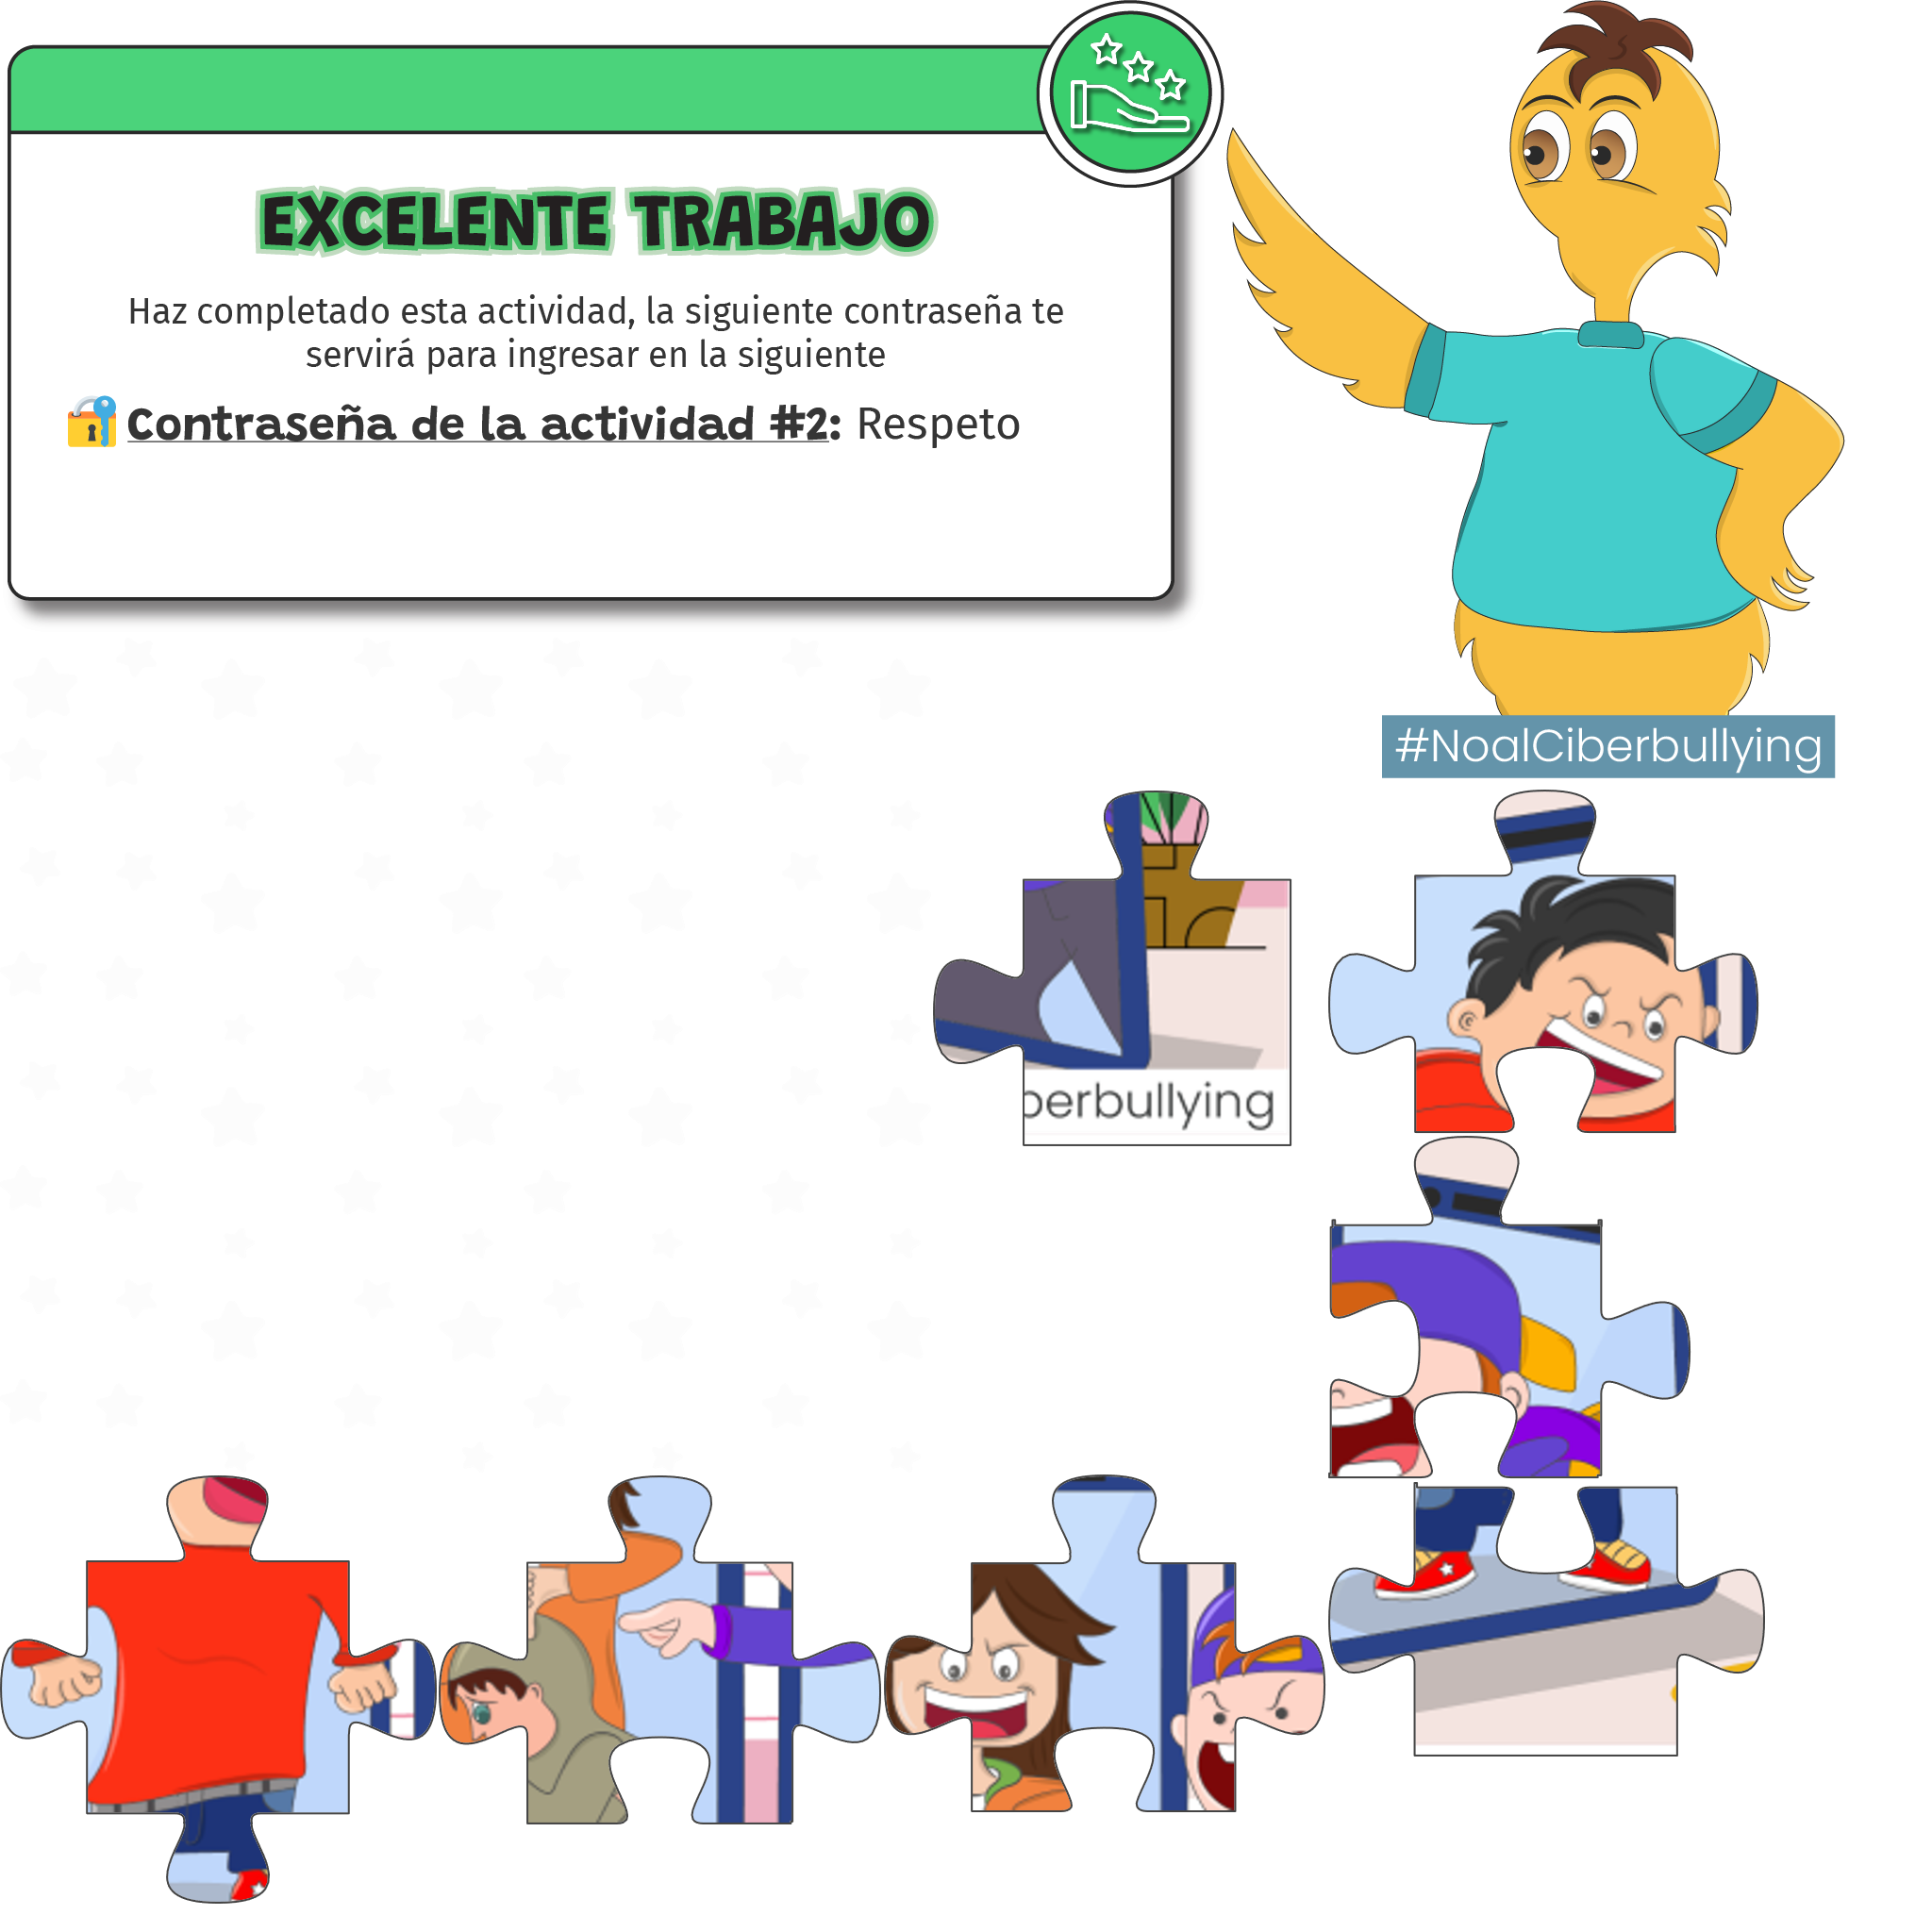 EXCELENTE TRABAJO
Haz completado esta actividad, la siguiente contraseña te
servirá para ingresar en la siguiente
Contraseña de la actividad #2: Respeto
#NoalCiberbullying
berbullying